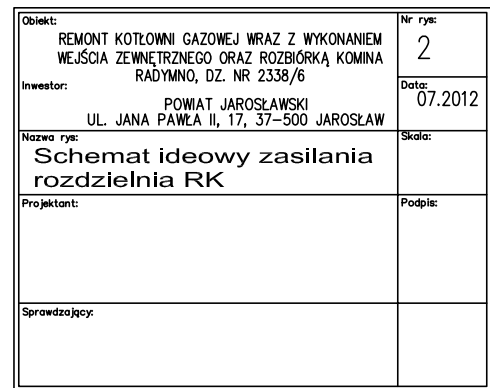 Obiekt:
REMONT KOTŁOWNI GAZOWEJ WRAZ Z WYKONANIEM
WEJŚCIA ZEWNĘTRZNEGO ORAZ ROZBIÓRKĄ KOMINA
RADYMNO, DZ. NR 2338/6
Nr rys:
2
Inwestor:
POWIAT JAROSŁAWSKI
UL. JANA PAWŁA II, 17, 37-500 JAROSŁAW
Data:
07.2012
Nazwa rys:
Schemat ideowy zasilania
rozdzielnia RK
Skala:
Projektant:
Podpis:
Sprawdzający: